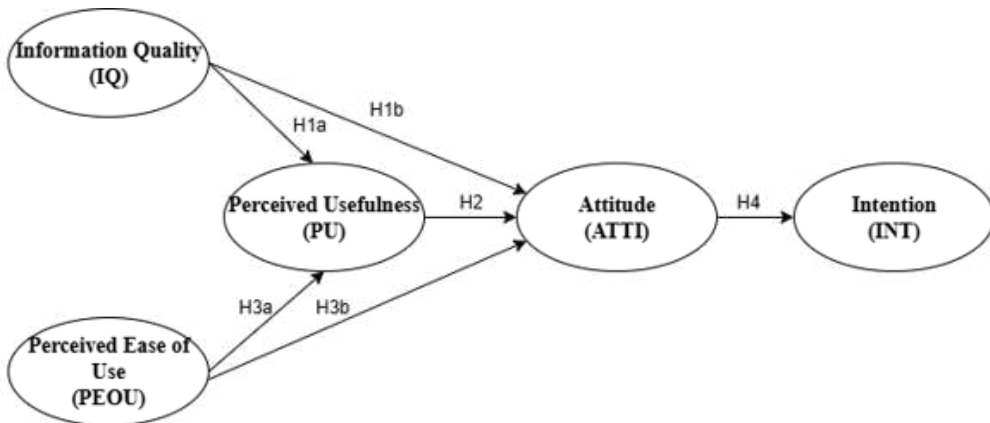 Information Quality
(IQ)
H1b
H1a
Perceived Usefulness
(PU)
H2
Attitude
(ATTI)
H4
Intention
(INT)
H3a
H3b
Perceived Ease of
Use
(PEOU)